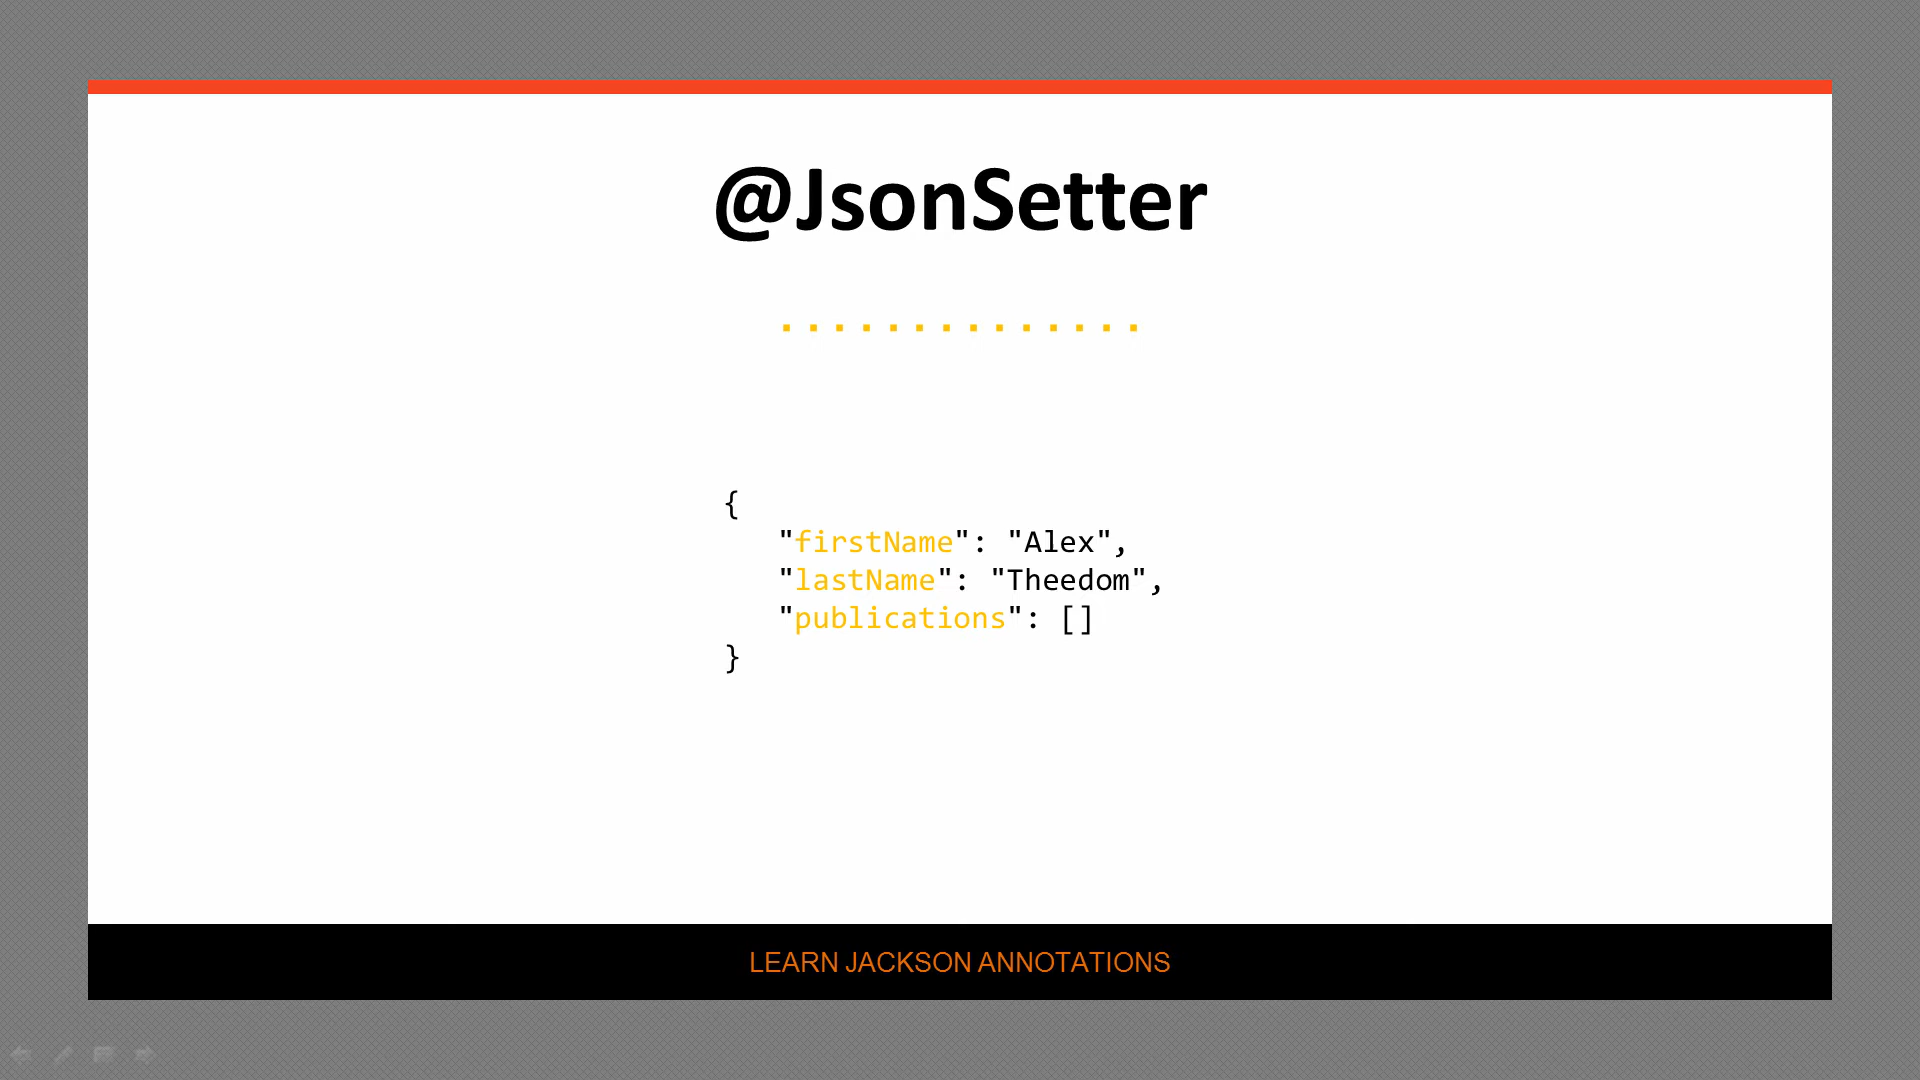 @JsonSetter
{
"firstName": "Alex",
"lastName": "Theedom",
"publications": []
}
LEARN JACKSON ANNOTATIONS